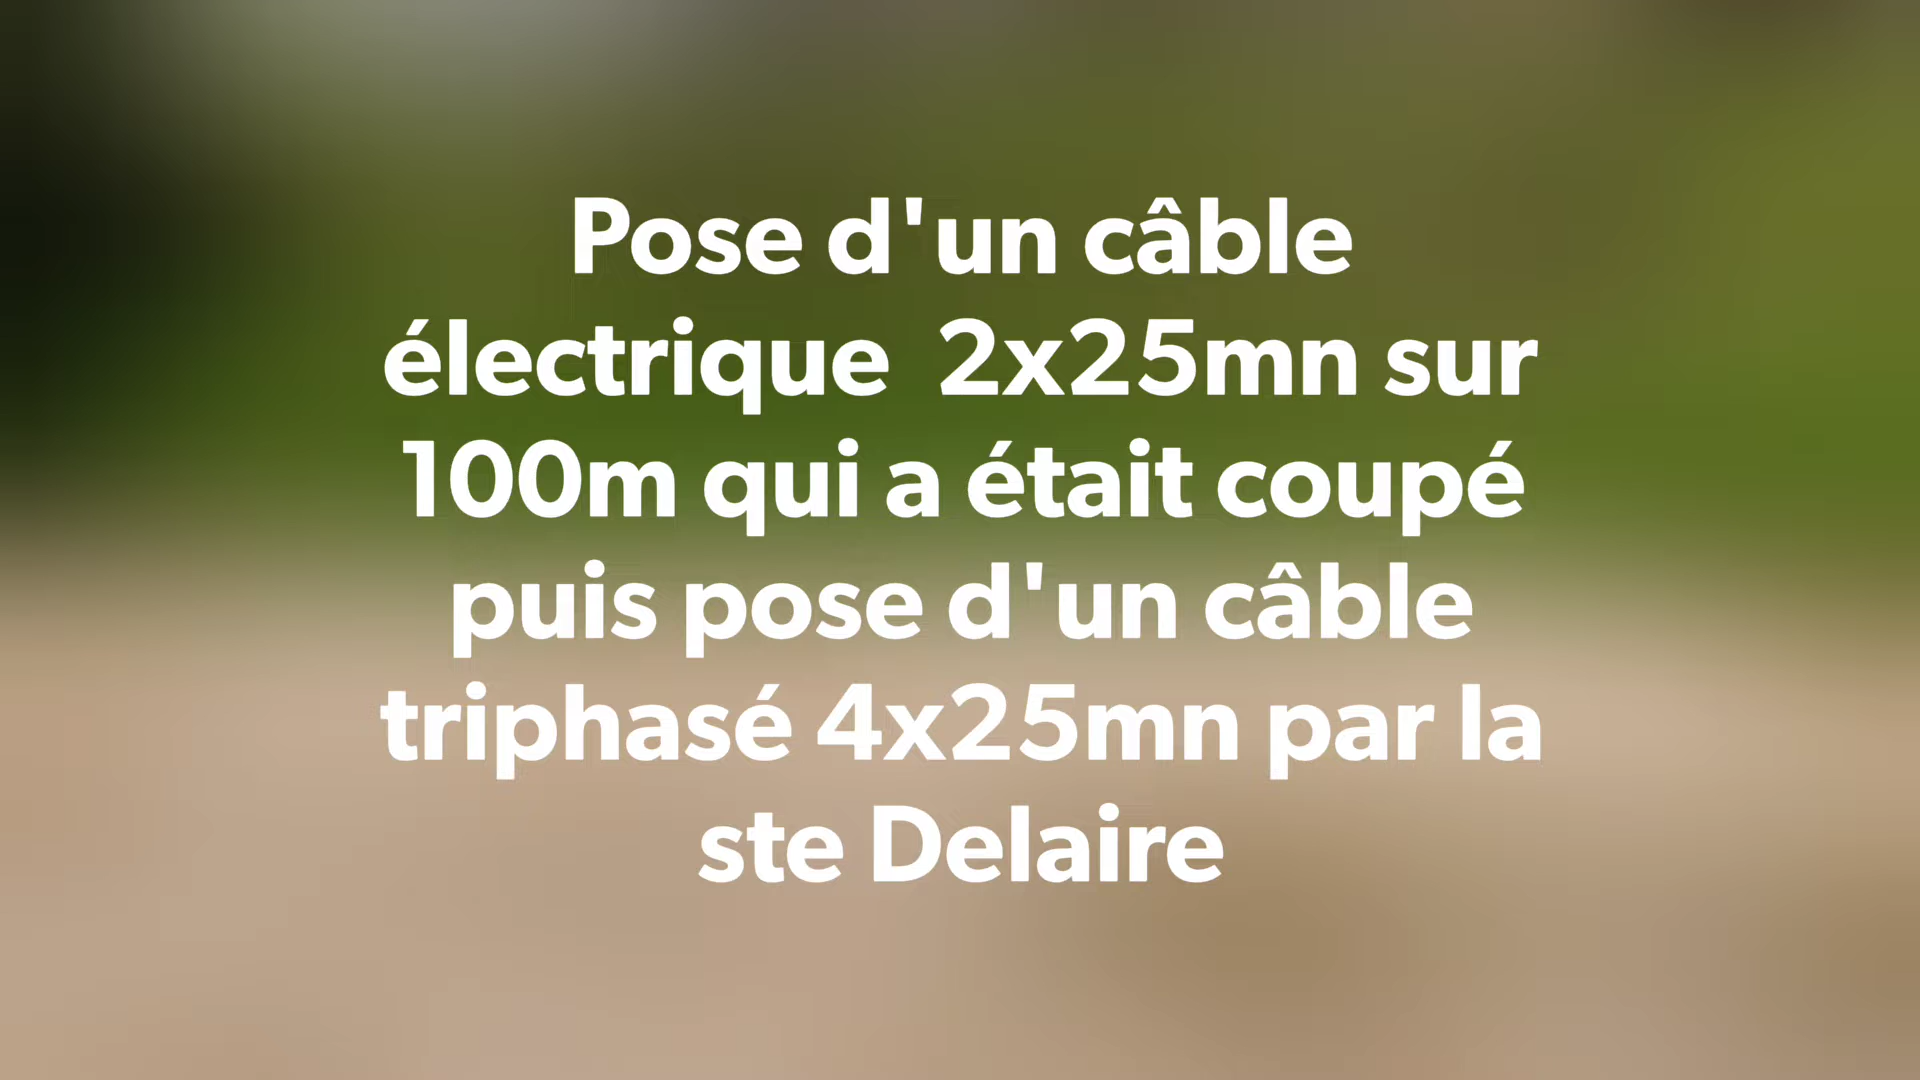 Pose d'un câble
électrique  2x25mn sur
100m qui a était coupé
puis pose d'un câble
triphasé 4x25mn par la
ste Delaire